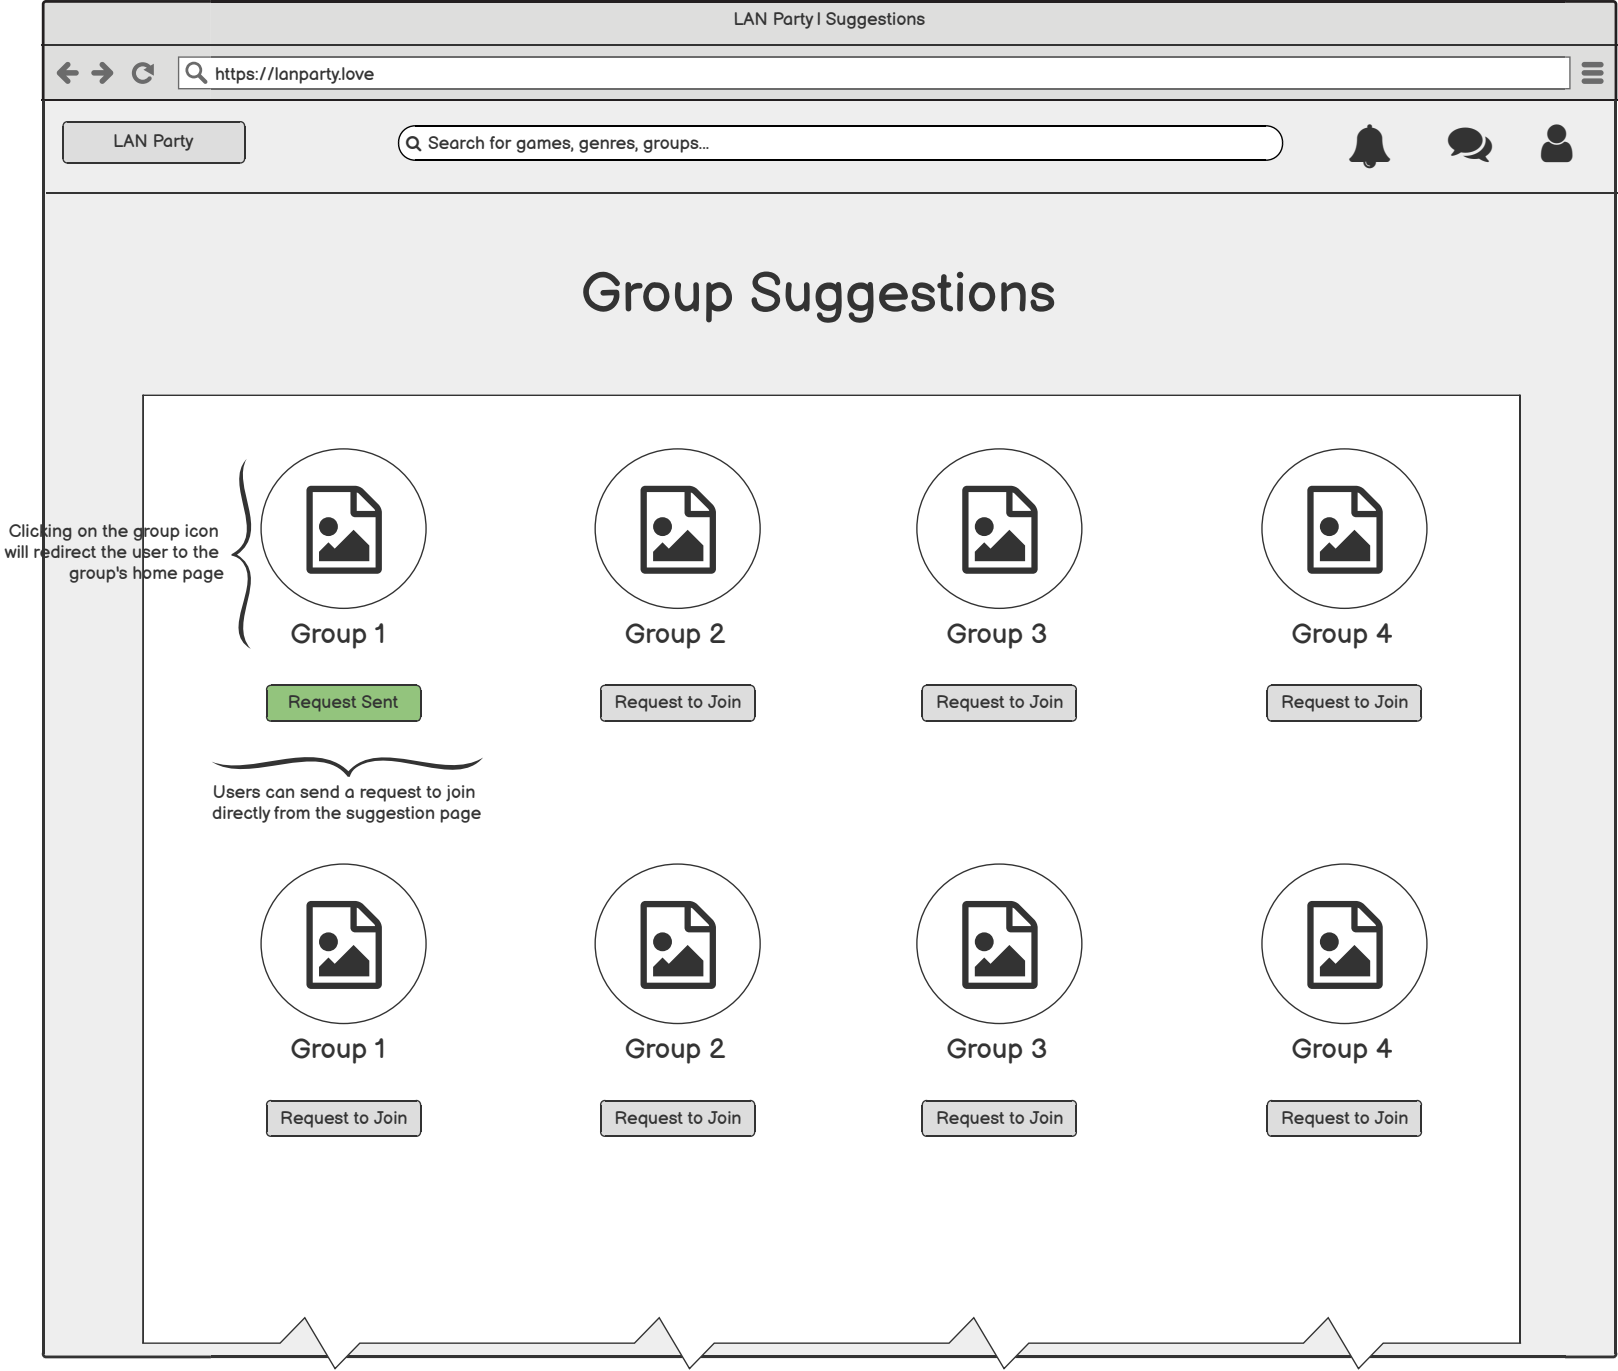 LAN Party | Suggestions
https://lanparty.love
LAN Party
Search for games, genres, groups...
Group Suggestions
Clicking on the group icon
will redirect the user to the
group's home page
Group 1
Group 2
Group 3
Group 4
Request Sent
Request to Join
Request to Join
Request to Join
Users can send a request to join
directly from the suggestion page
Group 1
Group 2
Group 3
Group 4
Request to Join
Request to Join
Request to Join
Request to Join